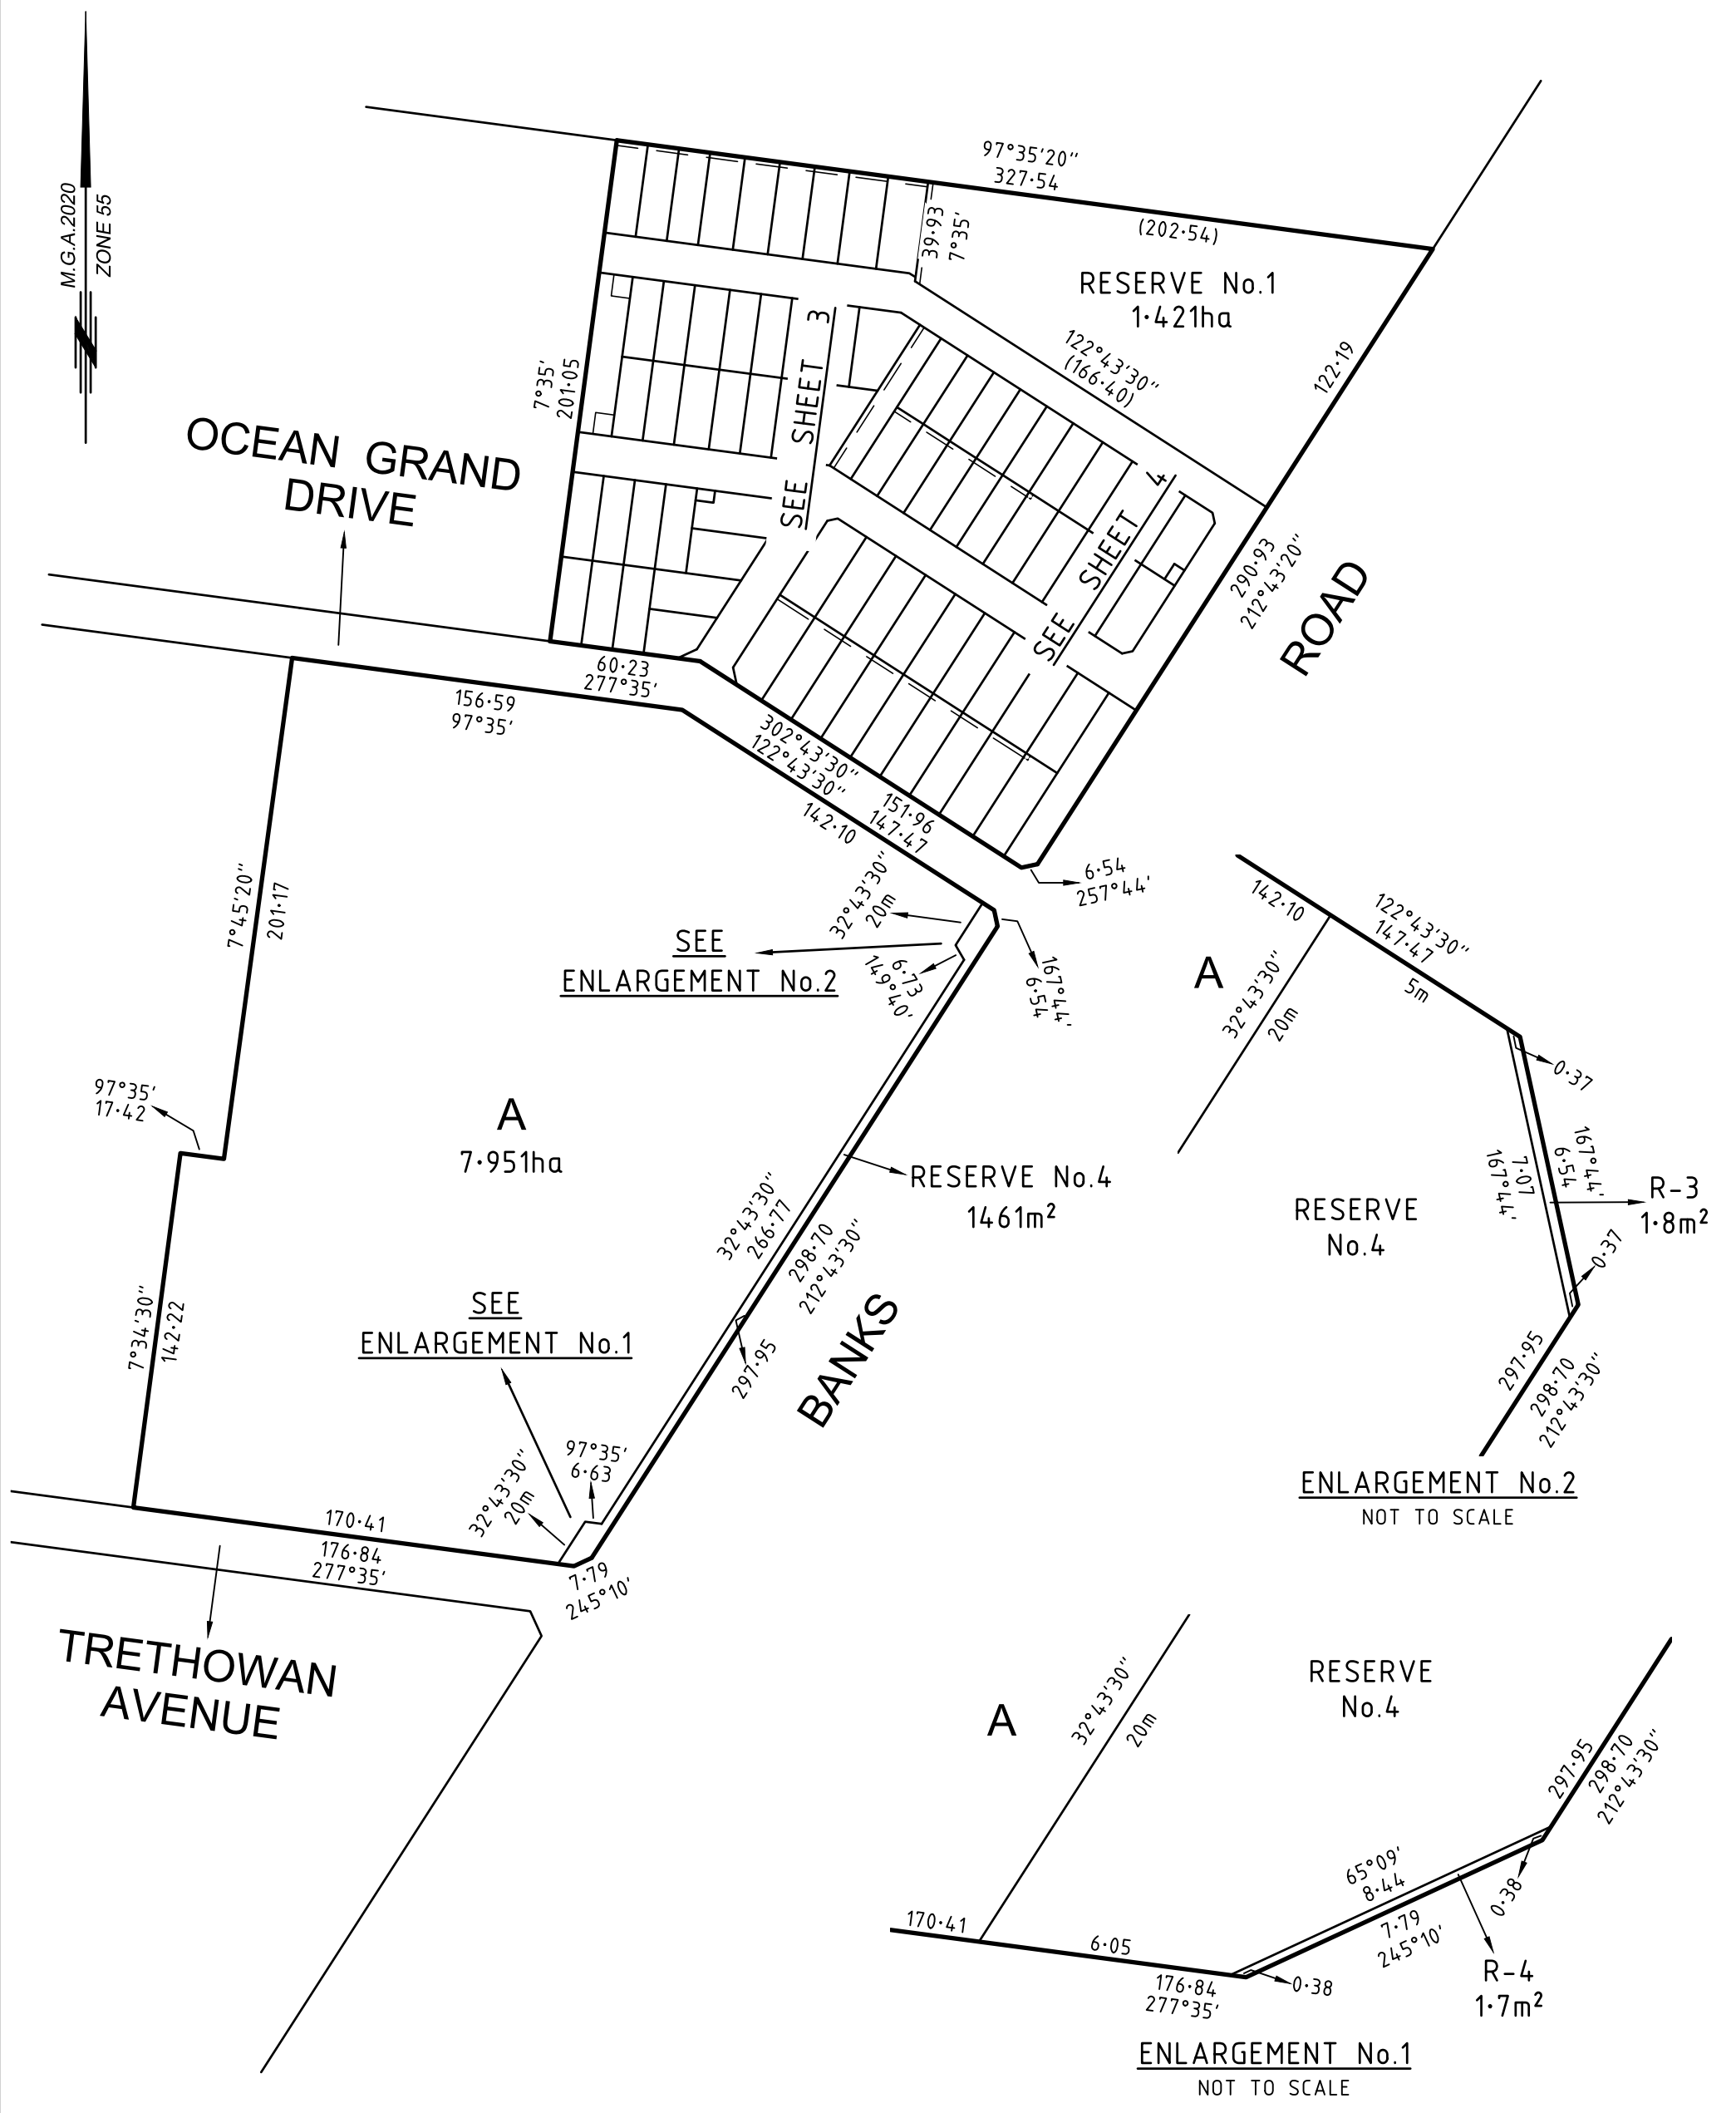 M.G.A.2020
ZONE 55
97°35'20"
327·54
(202·54)
39·93
7°35'
RESERVE No.1
1·421ha
122°43'30"
(166·40)
122·19
SEE SHEET 3
7°35'
201·05
OCEAN GRAND
DRIVE
SEE SHEET 4
290·93
212°43'20"
ROAD
60·23
277°35'
156·59
97°35'
302°43'30"
122°43'30"
151·96
147·47
142·10
6·54
257°44'
32°43'30"
20m
SEE
ENLARGEMENT No.2
6·73
149°40'
167°44'
6·54
7°45'20"
201·17
97°35'
17·42
A
7·951ha
RESERVE No.4
1461m²
32°43'30"
266·77
298·70
212°43'30"
297·95
BANKS
7°34'30"
142·22
SEE
ENLARGEMENT No.1
97°35'
6·63
32°43'30"
20m
170·41
176·84
277°35'
7·79
245°10'
TRETHOWAN
AVENUE
142·10
122°43'30"
147·47
5m
A
32°43'30"
20m
0·37
167°44'
6·54
7·07
167°44'
R-3
1·8m²
RESERVE
No.4
0·37
297·95
298·70
212°43'30"
ENLARGEMENT No.2
NOT TO SCALE
RESERVE
No.4
A
32°43'30"
20m
297·95
298·70
212°43'30"
65°09'
8·44
0·38
7·79
245°10'
170·41
6·05
176·84
277°35'
0·38
R-4
1·7m²
ENLARGEMENT No.1
NOT TO SCALE